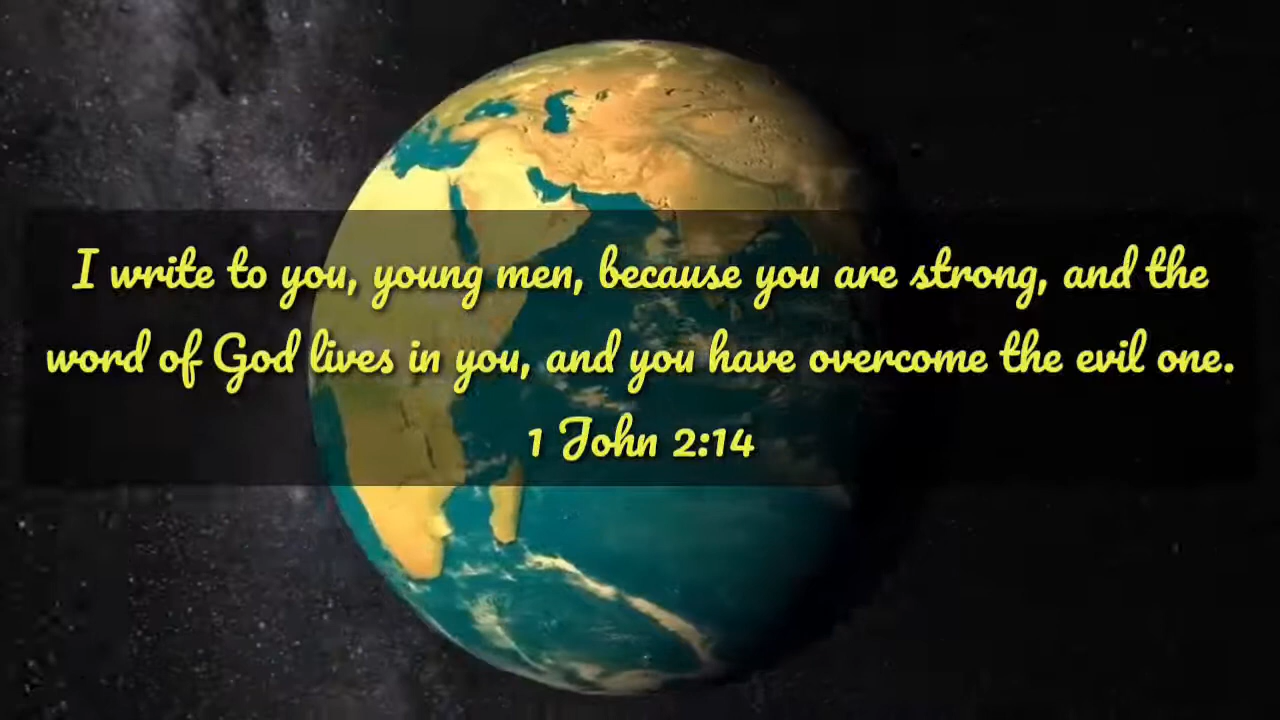 I write to you, young men, because you are strong, and the
word of God lives in you, and you have overcome the evil one.
1 John 2:14